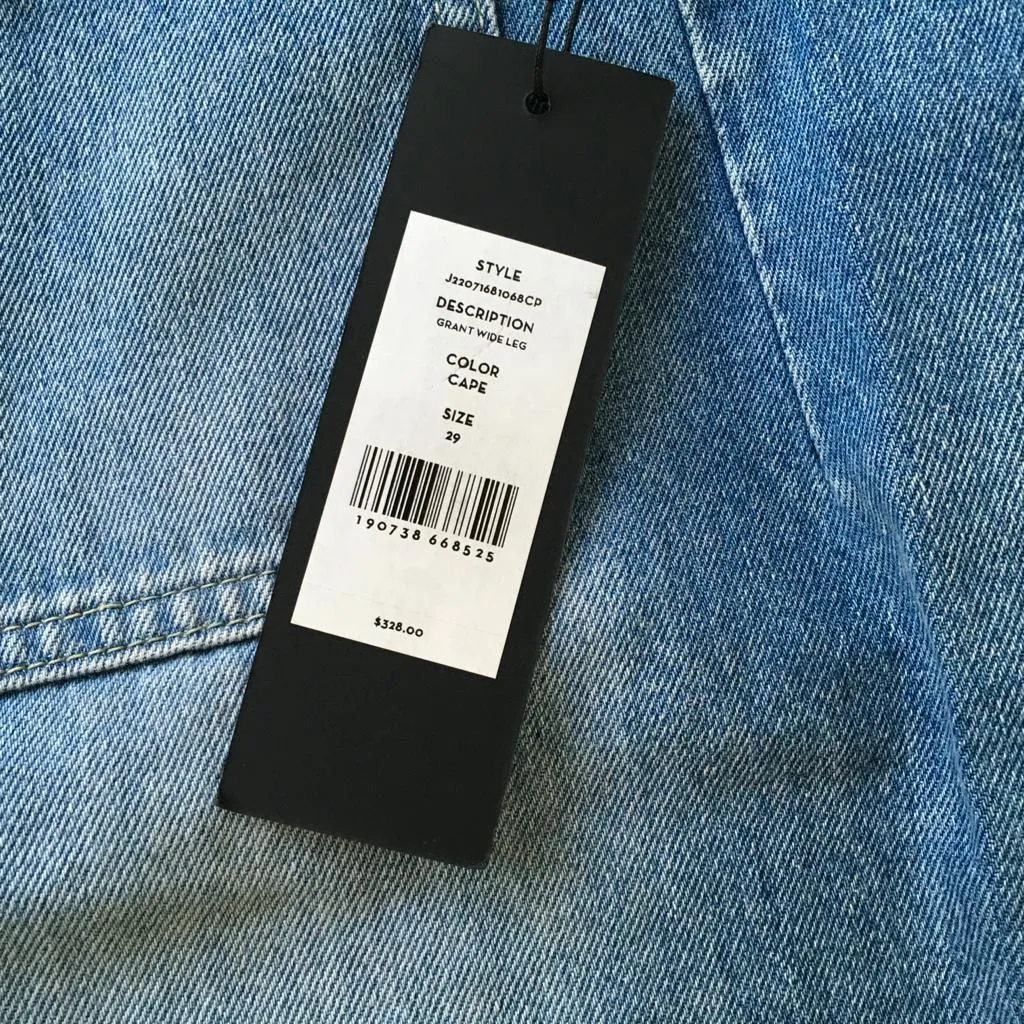 STYLE
J22071681068CP
DESCRIPTION
GRANT WIDE LEG
COLOR
CAPE
SIZE
29
190738 668525
$328.00